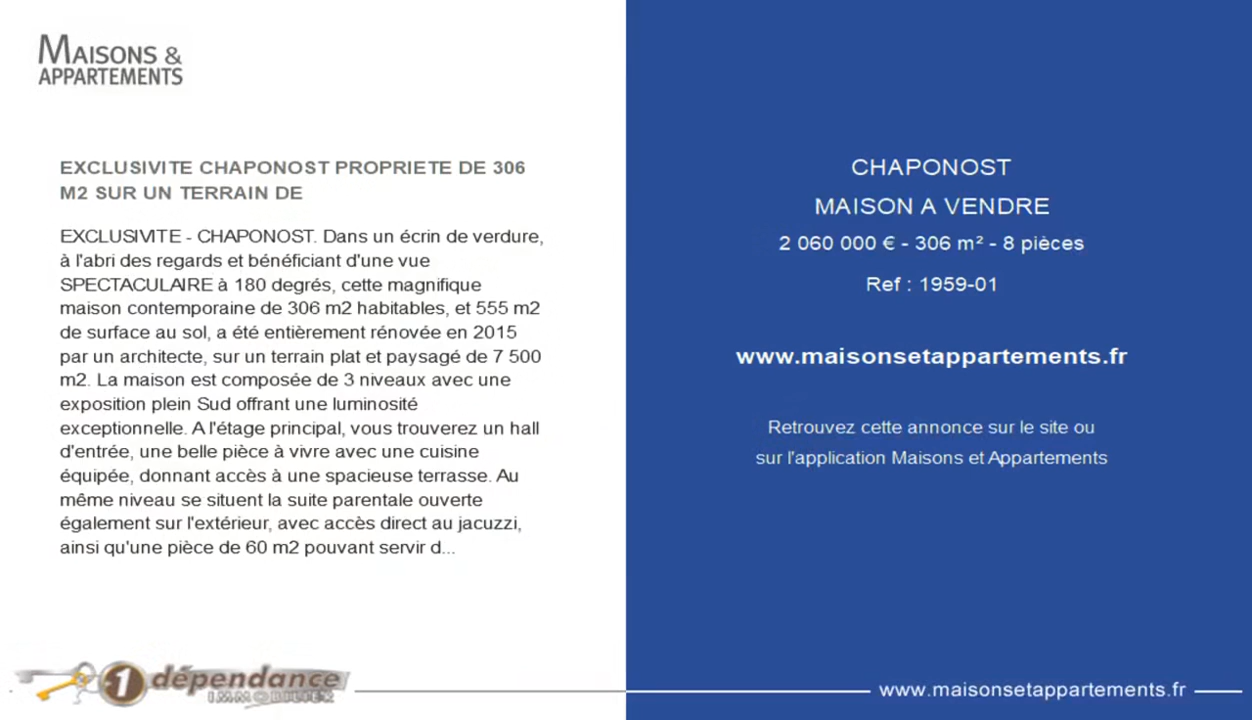 MAISONS &
APPARTEMENTS
EXCLUSIVITE CHAPONOST PROPRIETE DE 306
M2 SUR UN TERRAIN DE
EXCLUSIVITE - CHAPONOST. Dans un écrin de verdure,
à l'abri des regards et bénéficiant d'une vue
SPECTACULAIRE à 180 degrés, cette magnifique
maison contemporaine de 306 m2 habitables, et 555 m2
de surface au sol, a été entièrement rénovée en 2015
par un architecte, sur un terrain plat et paysagé de 7 500
m2. La maison est composée de 3 niveaux avec une
exposition plein Sud offrant une luminosité
exceptionnelle. A l'étage principal, vous trouverez un hall
d'entrée, une belle pièce à vivre avec une cuisine
équipée, donnant accès à une spacieuse terrasse. Au
même niveau se situent la suite parentale ouverte
également sur l'extérieur, avec accès direct au jacuzzi,
ainsi qu'une pièce de 60 m2 pouvant servir d...
1 dépendance
IMMOBILIER
CHAPONOST
MAISON A VENDRE
2 060 000 € - 306 m² - 8 pièces
Ref : 1959-01
www.maisonsetappartements.fr
Retrouvez cette annonce sur le site ou
sur l'application Maisons et Appartements
www.maisonsetappartements.fr